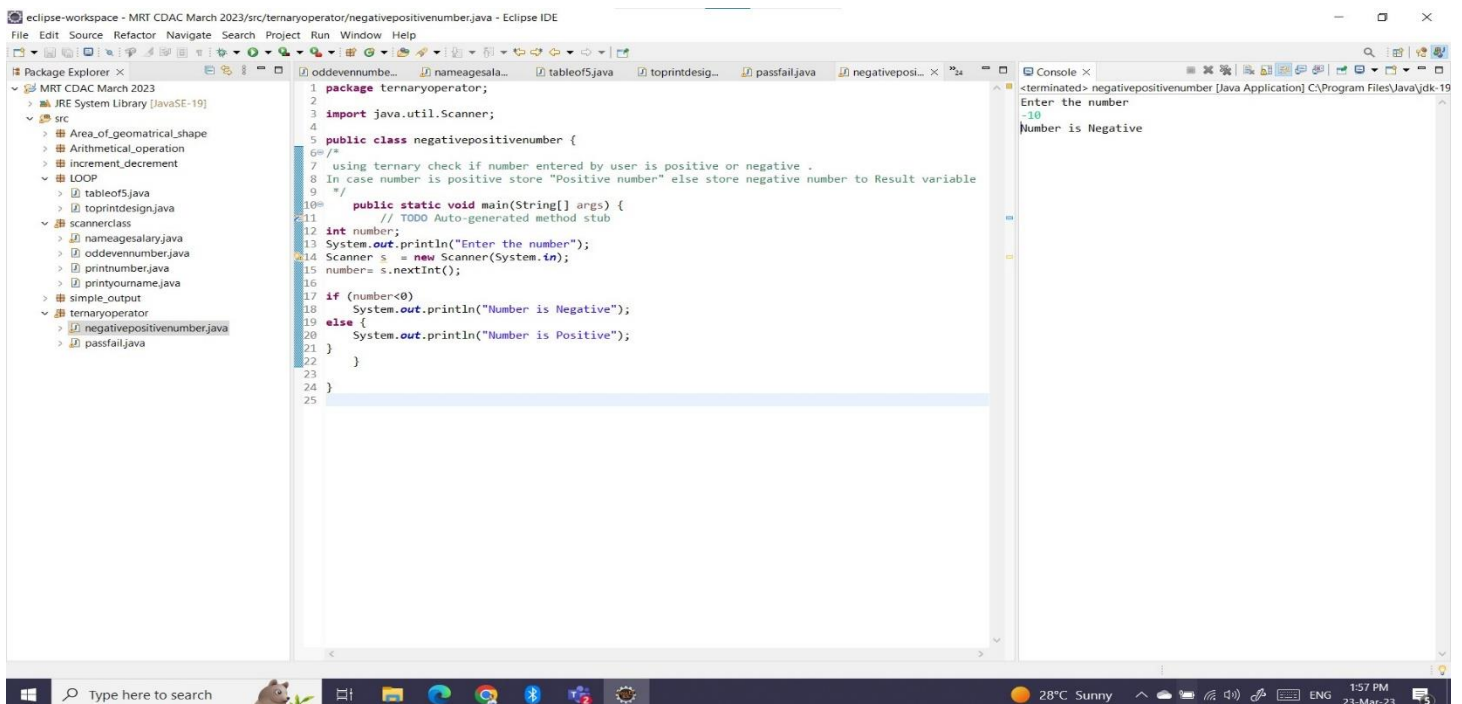 eclipse-workspace - MRT CDAC March 2023/src/ternaryoperator/negativepositivenumber.java - Eclipse IDE
File Edit Source Refactor Navigate Search Project Run Window Help
Package Explorer
MRT CDAC March 2023
JRE System Library [JavaSE-19]
src
Area_of_geomatrical_shape
Arithmetical_operation
increment_decrement
LOOP
tableof5.java
toprintdesign.java
scannerclass
nameagesalary.java
oddevennumber.java
printnumber.java
printyourname.java
simple_output
ternaryoperator
negativepositivenumber.java
passfail.java
oddevennumbe... nameagesala... tableof5.java toprintdesig... passfail.java negativeposi... 24
1 package ternaryoperator;
2
3 import java.util.Scanner;
4
5 public class negativepositivenumber {
6 /*
7 using ternary check if number entered by user is positive or negative .
8 In case number is positive store "Positive number" else store negative number to Result variable
9 */
10 public static void main(String[] args) {
11 // TODO Auto-generated method stub
12 int number;
13 System.out.println("Enter the number");
14 Scanner s = new Scanner(System.in);
15 number= s.nextInt();
16
17 if (number<0)
18 System.out.println("Number is Negative");
19 else {
20 System.out.println("Number is Positive");
21 }
22 }
23
24 }
25
Console
<terminated> negativepositivenumber [Java Application] C:\Program Files\Java\jdk-19
Enter the number
-10
Number is Negative
Type here to search
28°C Sunny
ENG
1:57 PM
23-Mar-23